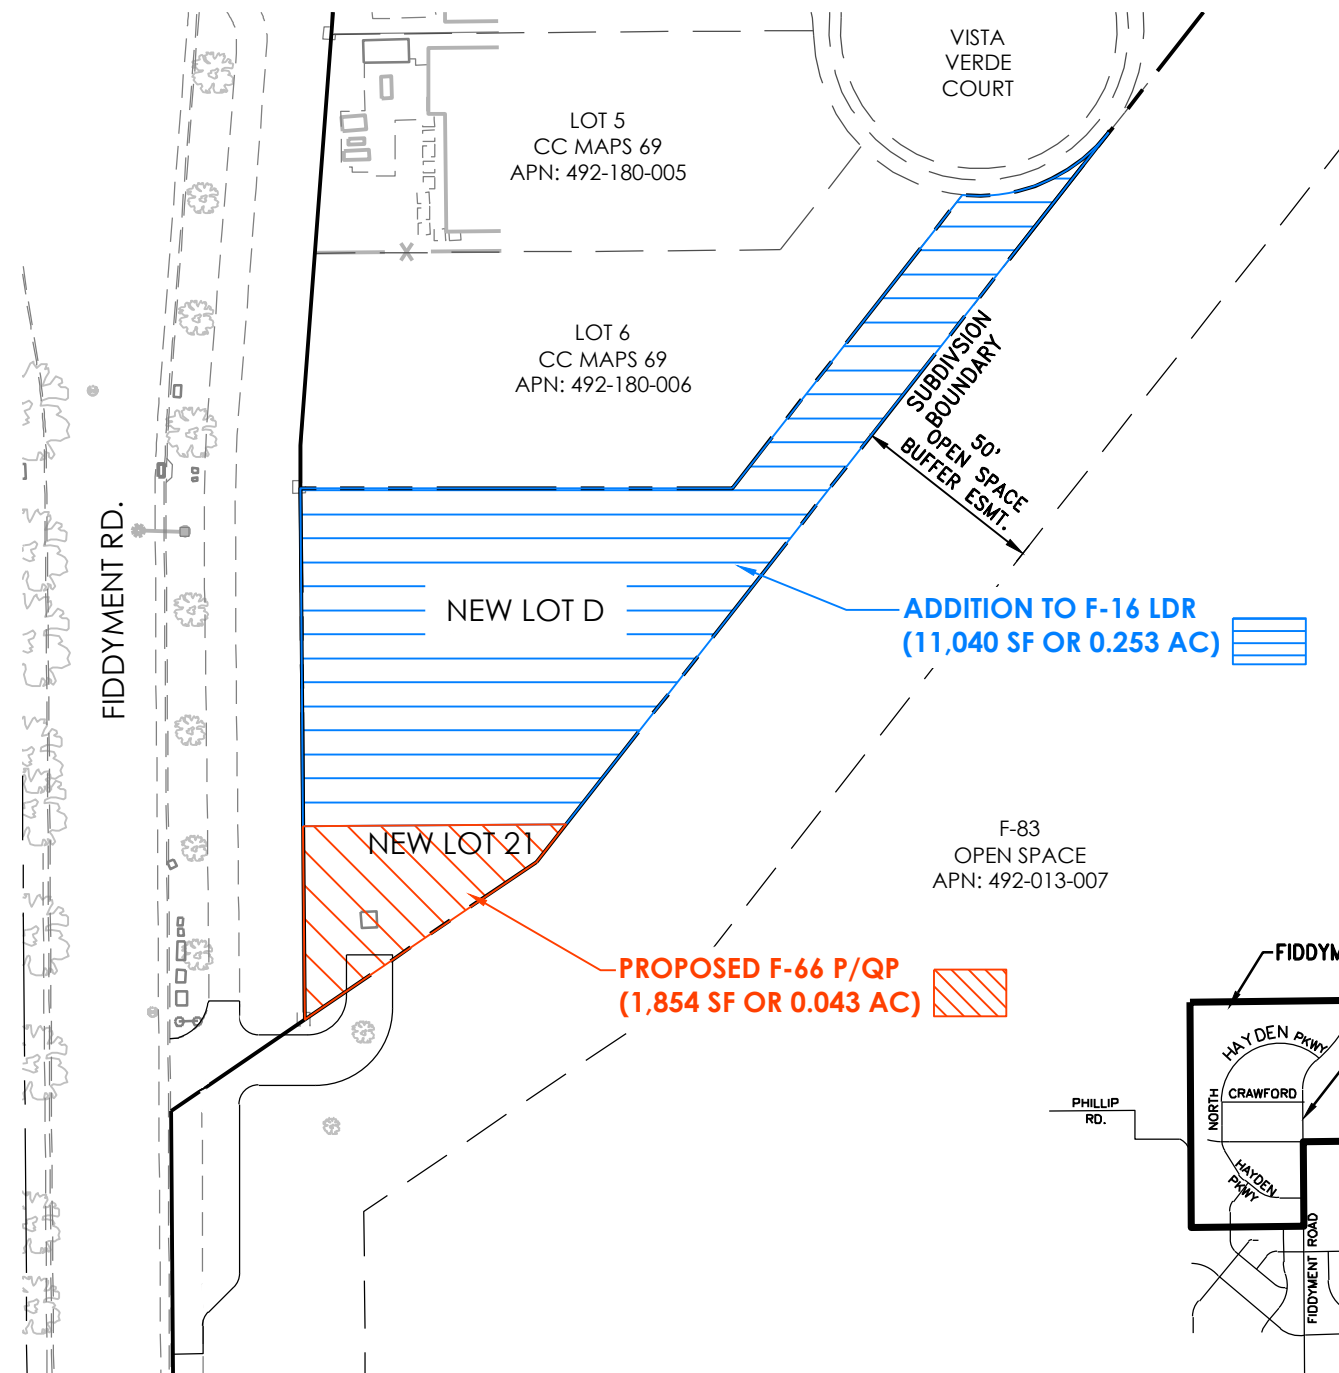 VISTA
VERDE
COURT
LOT 5
CC MAPS 69
APN: 492-180-005
LOT 6
CC MAPS 69
APN: 492-180-006
SUBDIVSION
BOUNDARY
50'
OPEN SPACE
BUFFER ESMT.
FIDDYMENT RD.
NEW LOT D
ADDITION TO F-16 LDR
(11,040 SF OR 0.253 AC)
NEW LOT 21
F-83
OPEN SPACE
APN: 492-013-007
PROPOSED F-66 P/QP
(1,854 SF OR 0.043 AC)
FIDDYM
HAYDEN PKWY
CRAWFORD
NORTH
PHILLIP
RD.
HAYDEN
PKWY
FIDDYMENT ROAD